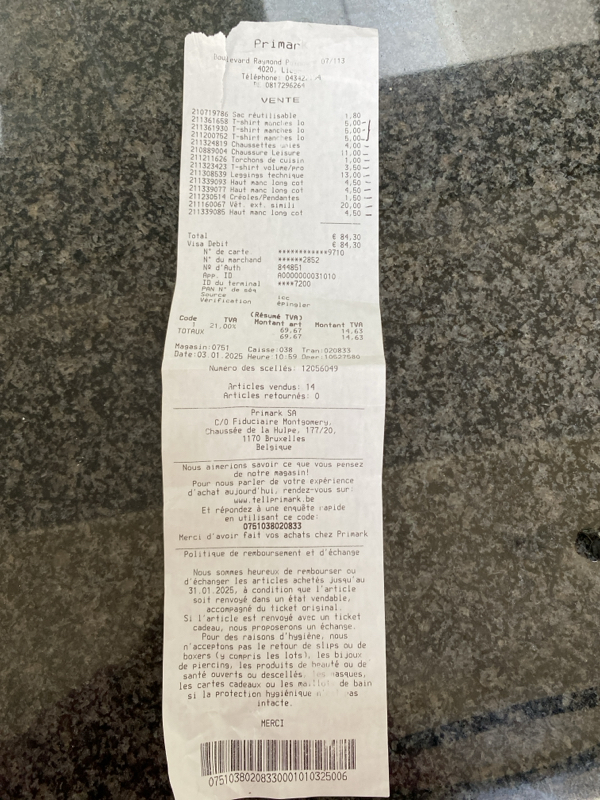 Primar
Boulevard Raymond 07/113
4020,
Téléphone:
0817296264
VENTE
210719786 Sac réutilisable 1,80
211361658 T-shirt manches lo 5,00
211361930 T-shirt manches lo 5,00
211200752 T-shirt manches lo 5,00
211324819 Chaussettes unies 4,00
210889004 Chaussure Leisure 11,00
211211626 Torchons de cuisin 1,00
211323423 T-shirt volume/pro 3,50
211308539 Leggings technique 13,00
211339093 Haut manc long cot 4,50
211339077 Haut manc long cot 4,50
211230514 Créoles/Pendantes 1,50
211160067 Vêt. ext. simili 20,00
211339085 Haut manc long cot 4,50
Total € 84,30
Visa Debit € 84,30
N° de carte ************9710
N° du marchand ******2852
Nº d'Auth 844851
App. ID A0000000031010
ID du terminal ****7200
PAN N° de séq
Source icc
Vérification épingler
(Résumé TVA)
Code TVA Montant art Montant TVA
1 21,00% 69.67 14.63
TOTAUX 69.67 14.63
Magasin:0751 Caisse:038 Tran:020833
Date:03.01.2025 Heure:10:59 Oper:10527580
Numéro des scellés: 12056049
Articles vendus: 14
Articles retournés: 0
Primark SA
C/O Fiduciaire Montgomery,
Chaussée de la Hulpe, 177/20,
1170 Bruxelles
Belgique
Nous aimerions savoir ce que vous pensez
de notre magasin!
Pour nous parler de votre expérience
d'achat aujourd'hui, rendez-vous sur
www.tellprimark.be
Et répondez à une enquête rapide
en utilisant ce code:
0751038020833
Merci d'avoir fait vos achats chez Primark
Politique de remboursement et d'échange
Nous sommes heureux de rembourser ou
d'échanger les articles achetés jusqu'au
31.01.2025, à condition que l'article
soit renvoyé dans un état vendable,
accompagné du ticket original.
Si l'article est renvoyé avec un ticket
cadeau, nous proposerons un échange.
Pour des raisons d'hygiène, nous
n'acceptons pas le retour de slips ou de
boxers (y compris les lots), les bijoux
de piercing, les produits de beauté ou de
santé ouverts ou descellés, les masques,
les cartes cadeaux ou les maillots de bain
si la protection hygiénique n'est pas
intacte.
MERCI
07510380208330001010325006